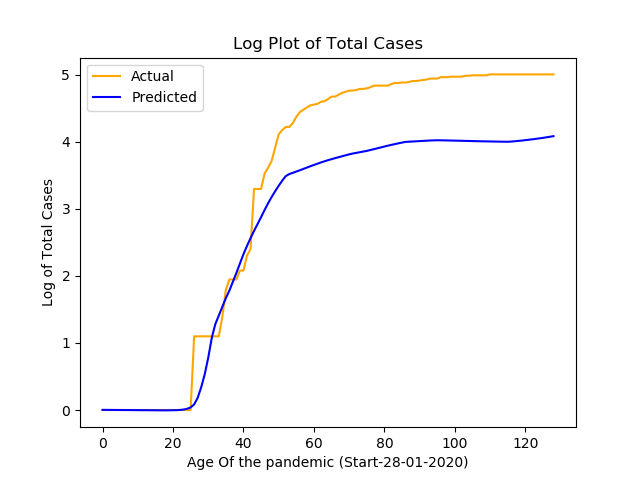 Log Plot of Total Cases
Actual
Predicted
5
4
3
2
1
0
Log of Total Cases
0 20 40 60 80 100 120
Age Of the pandemic (Start-28-01-2020)